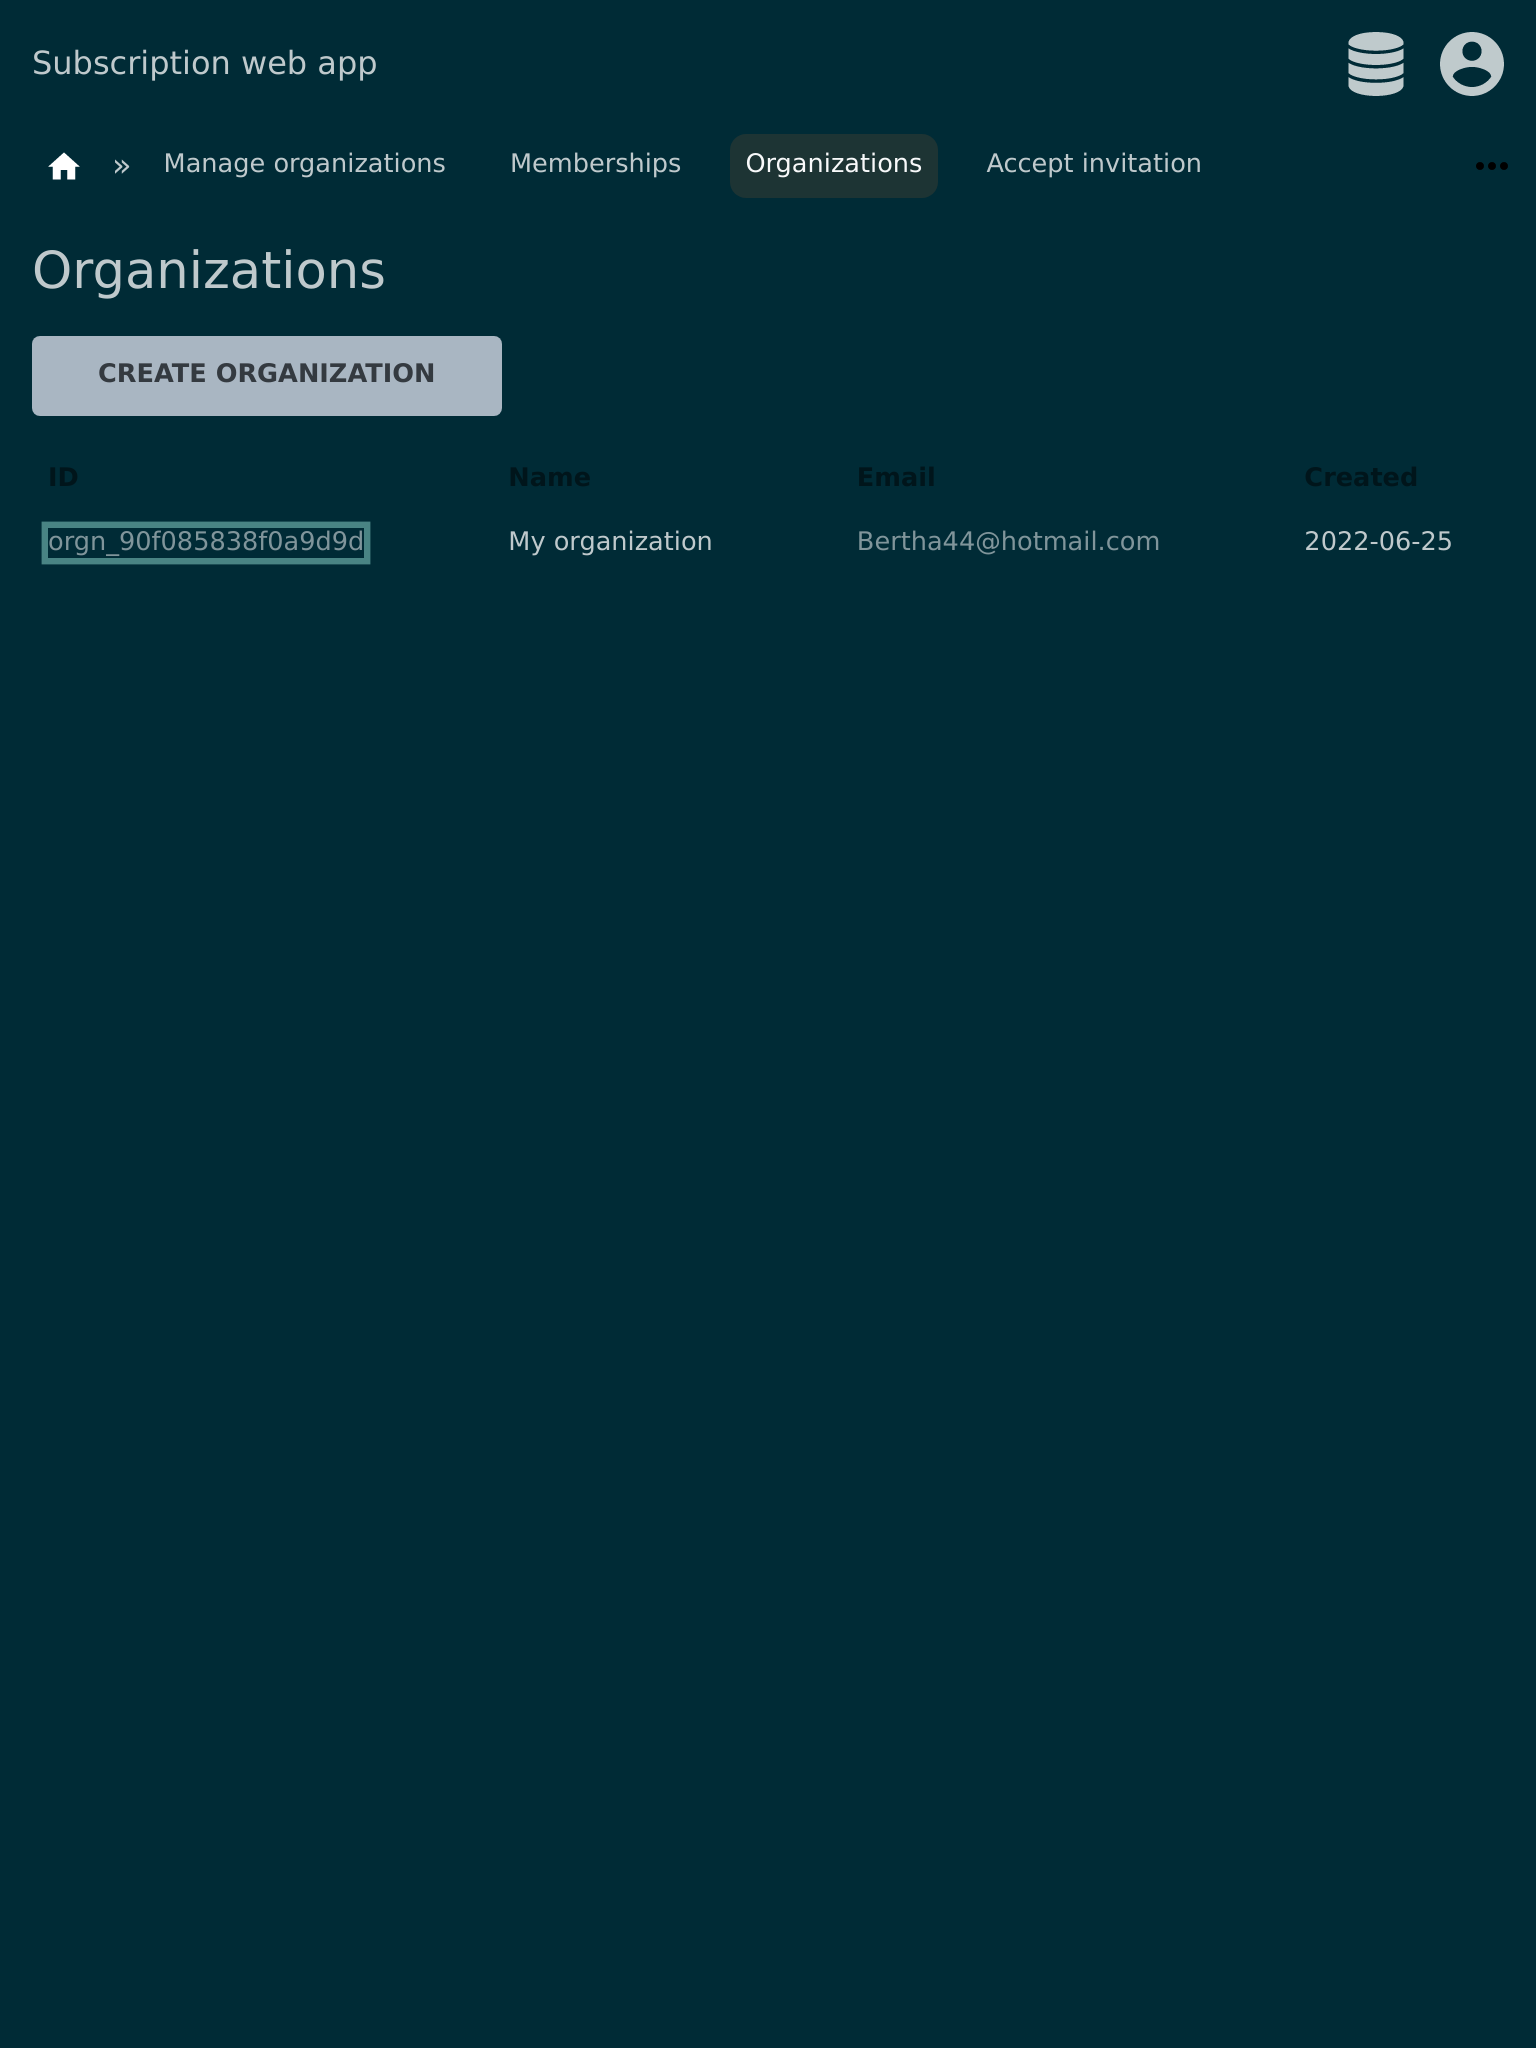 Subscription web app
» Manage organizations Memberships Organizations Accept invitation
Organizations
CREATE ORGANIZATION
ID Name Email Created
orgn_90f085838f0a9d9d My organization Bertha44@hotmail.com 2022-06-25